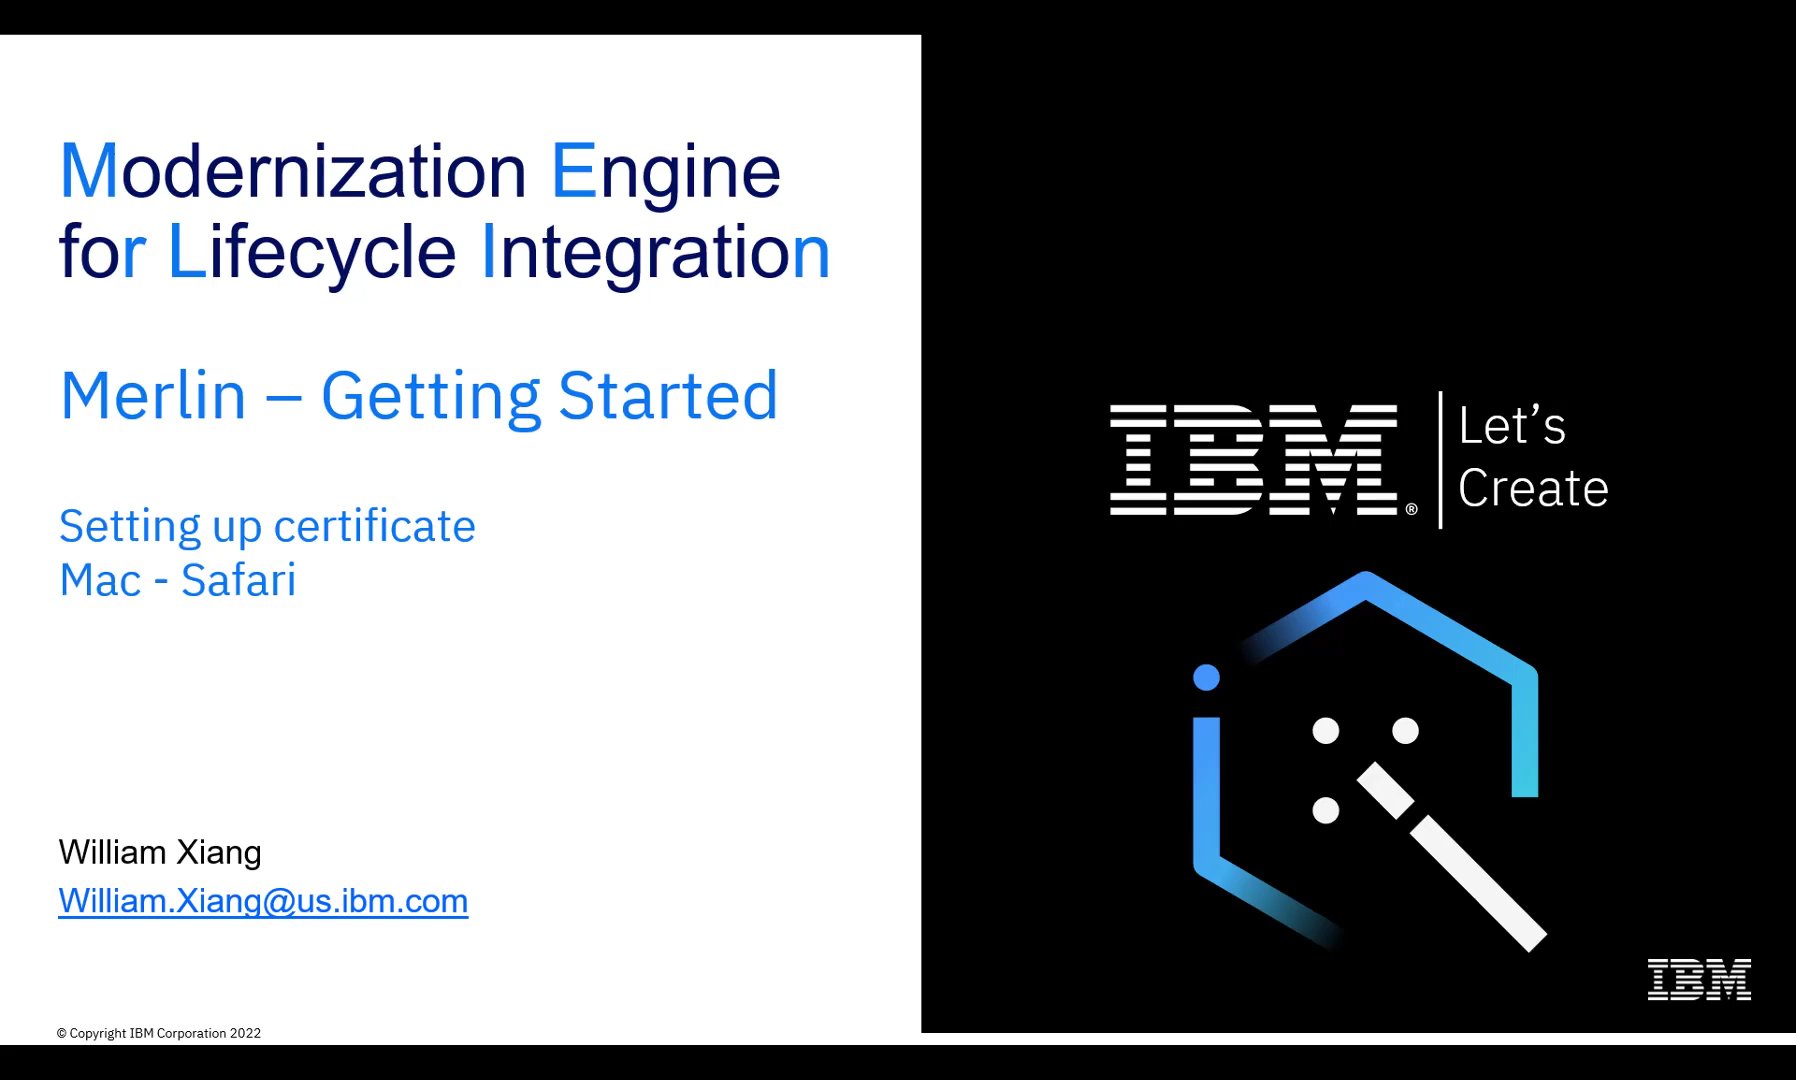 Modernization Engine
for Lifecycle Integration
Merlin – Getting Started
Setting up certificate
Mac - Safari
William Xiang
William.Xiang@us.ibm.com
© Copyright IBM Corporation 2022
IBM®
Let’s
Create
IBM